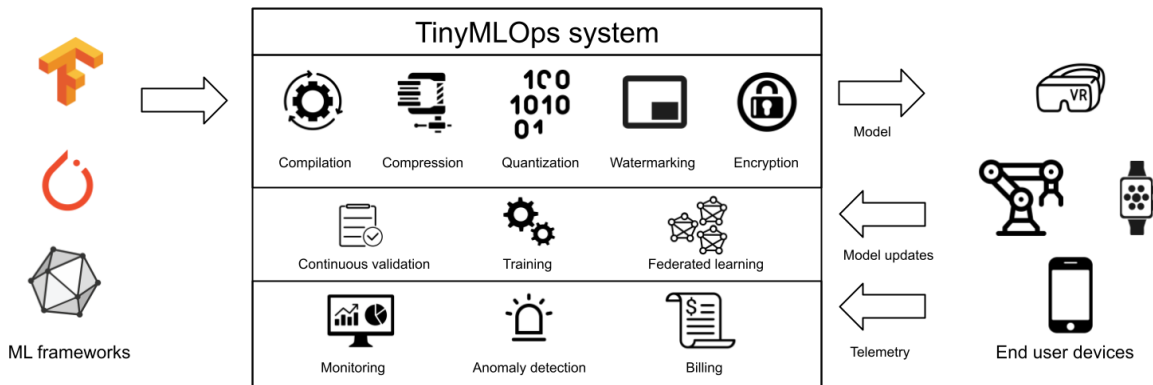 TinyMLOps system
100
1010
01
Compilation
Compression
Quantization
Watermarking
Encryption
Model
VR
Continuous validation
Training
Federated learning
Model updates
$
Monitoring
Anomaly detection
Billing
Telemetry
ML frameworks
End user devices